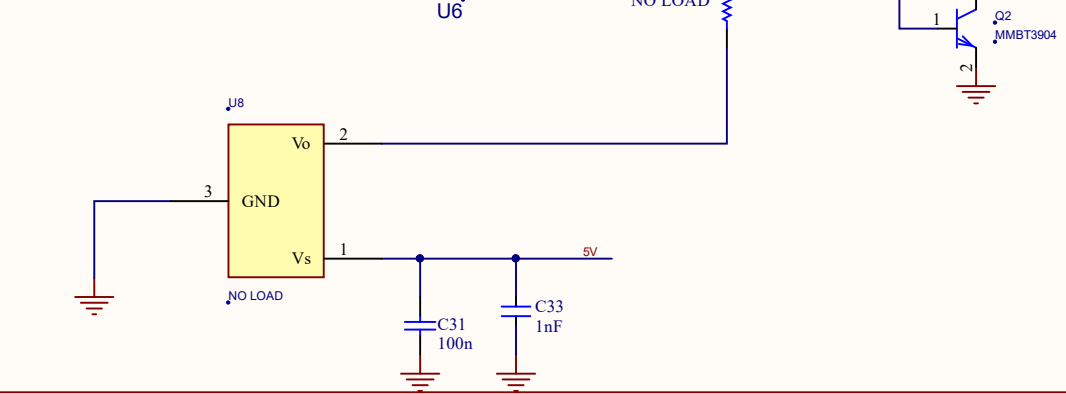 U6
NO LOAD
1
Q2
MMBT3904
2
U8
Vo
2
3
GND
Vs
1
5V
NO LOAD
C31
100n
C33
1nF